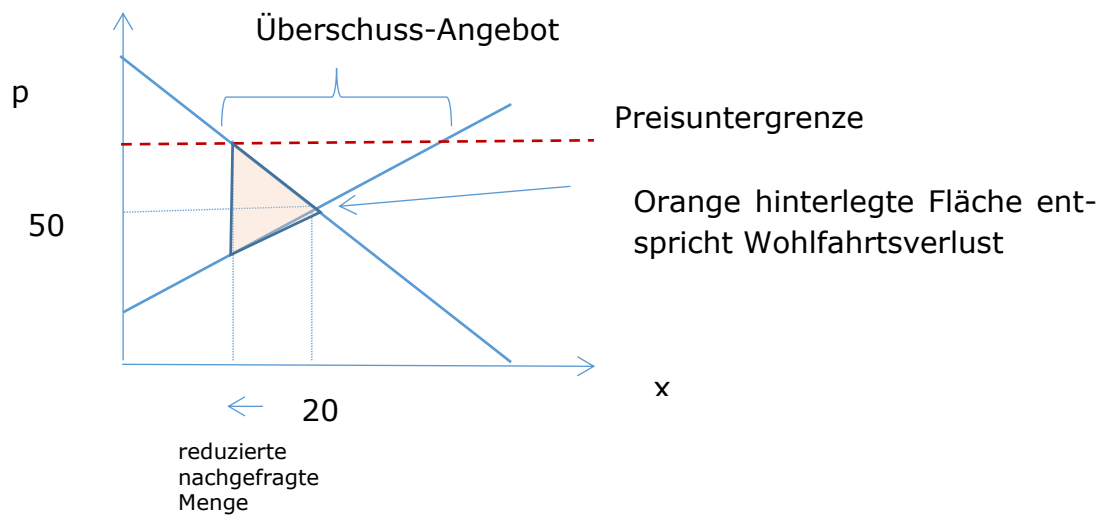 Überschuss-Angebot
p
Preisuntergrenze
50
Orange hinterlegte Fläche ent-
spricht Wohlfahrtsverlust
x
20
reduzierte
nachgefragte
Menge